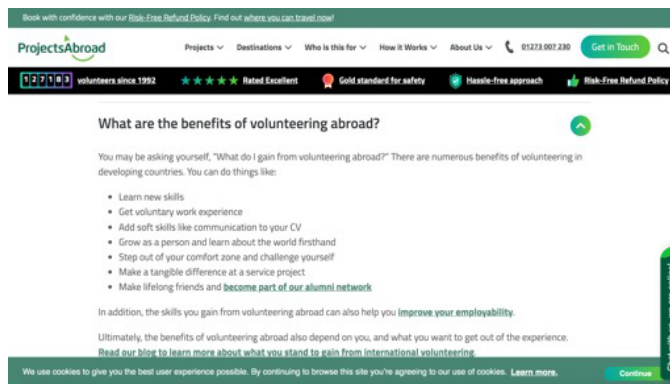 Book with confidence with our Risk-Free Refund Policy. Find out where you can travel now!
ProjectsAbroad
Projects
Destinations
Who is this for
How it Works
About Us
01273 007 230
Get in Touch
127183 volunteers since 1992
Rated Excellent
Gold standard for safety
Hassle-free approach
Risk-Free Refund Policy
What are the benefits of volunteering abroad?
You may be asking yourself, "What do I gain from volunteering abroad?" There are numerous benefits of volunteering in
developing countries. You can do things like:
• Learn new skills
• Get voluntary work experience
• Add soft skills like communication to your CV
• Grow as a person and learn about the world firsthand
• Step out of your comfort zone and challenge yourself
• Make a tangible difference at a service project
• Make lifelong friends and become part of our alumni network
In addition, the skills you gain from volunteering abroad can also help you improve your employability.
Ultimately, the benefits of volunteering abroad also depend on you, and what you want to get out of the experience.
Read our blog to learn more about what you stand to gain from international volunteering.
We use cookies to give you the best user experience possible. By continuing to browse this site you're agreeing to our use of cookies. Learn more.
Continue